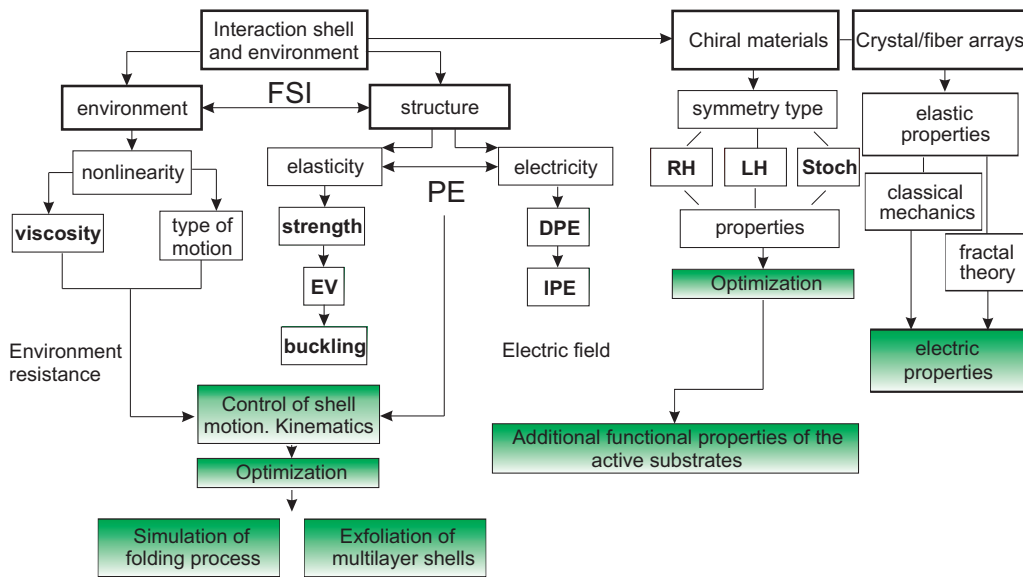 Interaction shell
and environment
Chiral materials
Crystal/fiber arrays
environment
FSI
structure
symmetry type
elastic
properties
nonlinearity
elasticity
electricity
PE
RH
LH
Stoch
classical
mechanics
viscosity
type of
motion
strength
DPE
properties
fractal
theory
EV
IPE
Optimization
buckling
Environment
resistance
Electric field
electric
properties
Control of shell
motion. Kinematics
Additional functional properties of the
active substrates
Optimization
Simulation of
folding process
Exfoliation of
multilayer shells